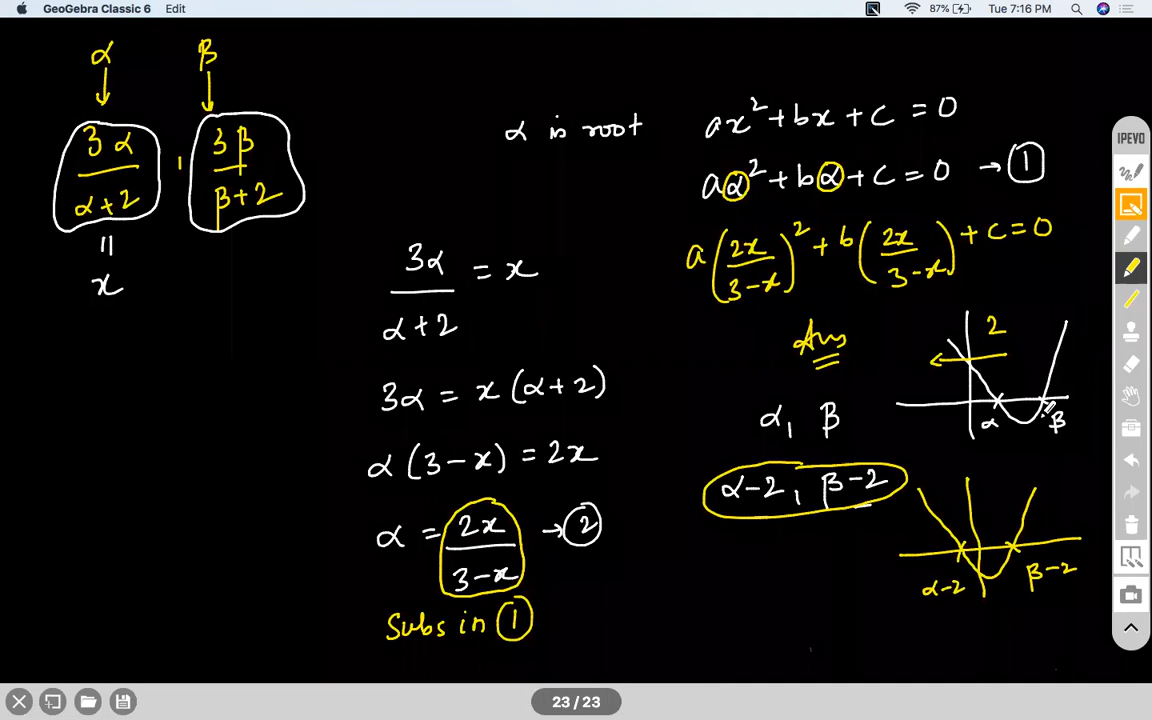 GeoGebra Classic 6 Edit 87% Tue 7:16 PM
α β
3α/α+2 , 3β/β+2
||
x
3α/α+2 = x
3α = x(α+2)
α(3-x) = 2x
α = 2x/3-x → 2
Subs in 1
α is root ax²+bx+c = 0
aα²+bα+c = 0 → 1
a(2x/3-x)²+b(2x/3-x)+c=0
Ans
α, β
α-2, β-2
2
α β
α-2 β-2
IPEVO
23 / 23